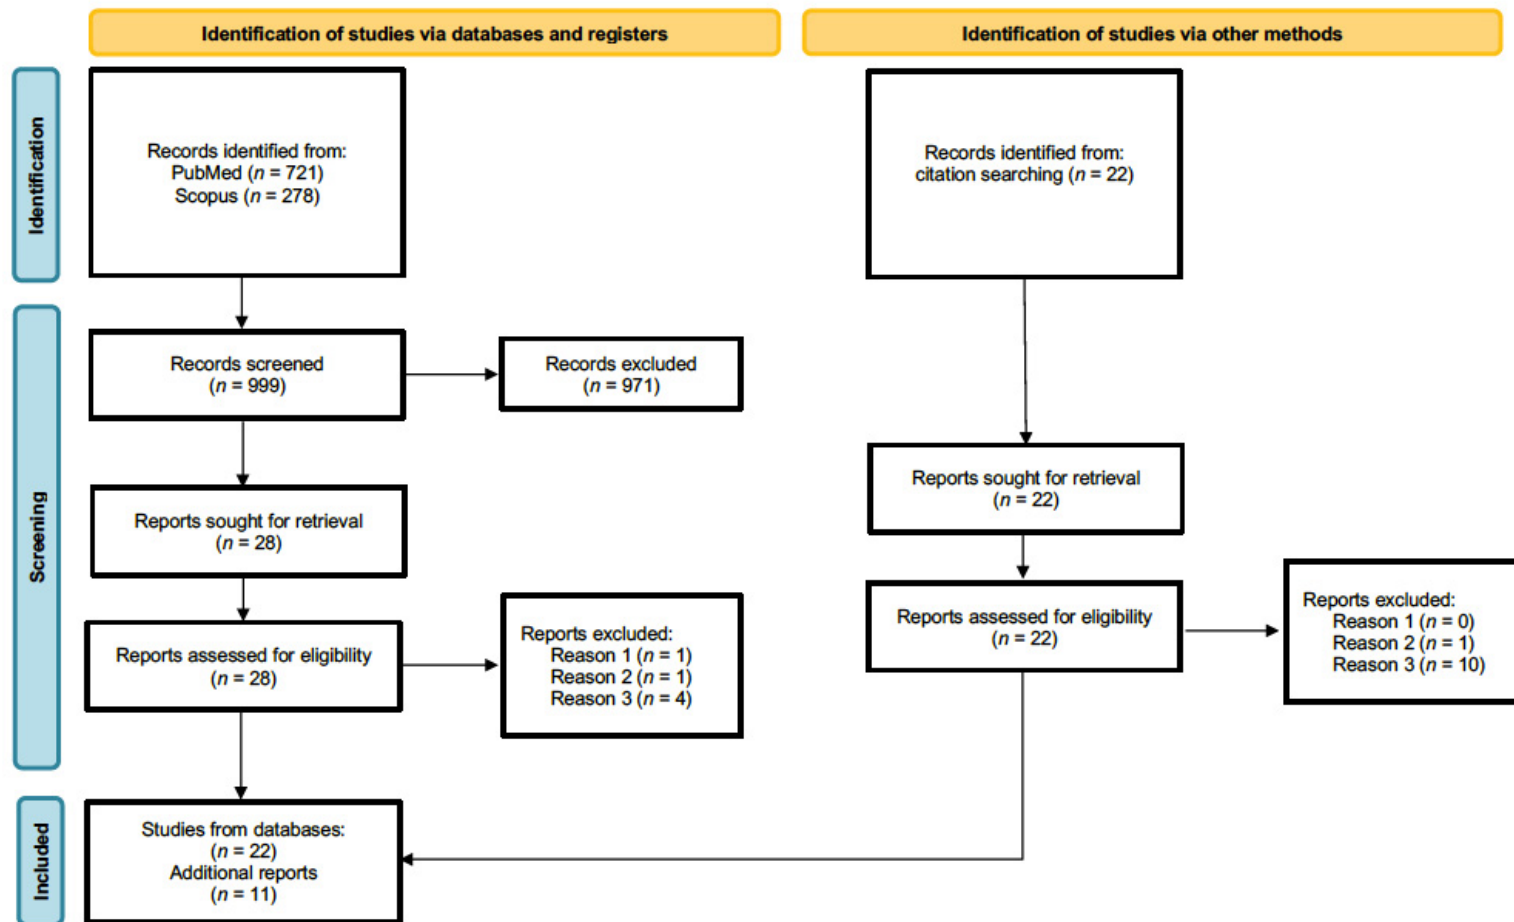 Identification of studies via databases and registers
Identification of studies via other methods
Identification
Records identified from:
PubMed (n = 721)
Scopus (n = 278)
Records identified from:
citation searching (n = 22)
Screening
Records screened
(n = 999)
Records excluded
(n = 971)
Reports sought for retrieval
(n = 28)
Reports sought for retrieval
(n = 22)
Reports assessed for eligibility
(n = 28)
Reports excluded:
Reason 1 (n = 1)
Reason 2 (n = 1)
Reason 3 (n = 4)
Reports assessed for eligibility
(n = 22)
Reports excluded:
Reason 1 (n = 0)
Reason 2 (n = 1)
Reason 3 (n = 10)
Included
Studies from databases:
(n = 22)
Additional reports
(n = 11)